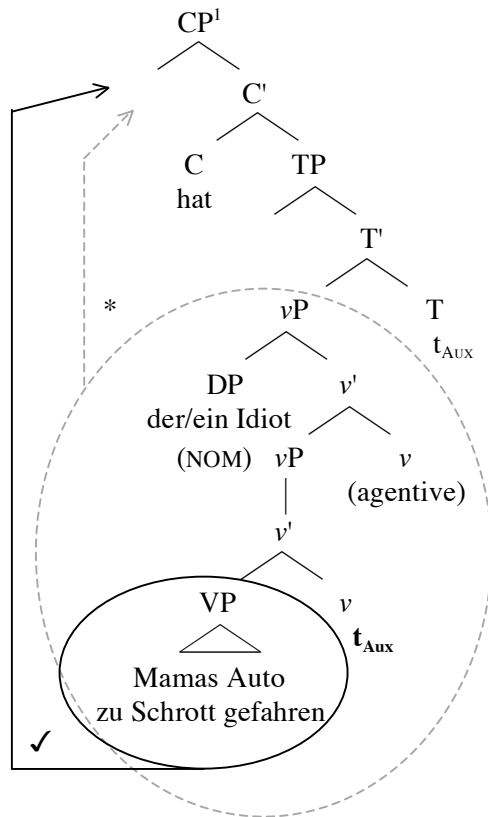 CP¹
C'
C TP
hat
T'
* vP T
t_Aux
DP v'
der/ein Idiot
(NOM) vP v
(agentive)
v'
VP v
t_Aux
Mamas Auto
zu Schrott gefahren
✓